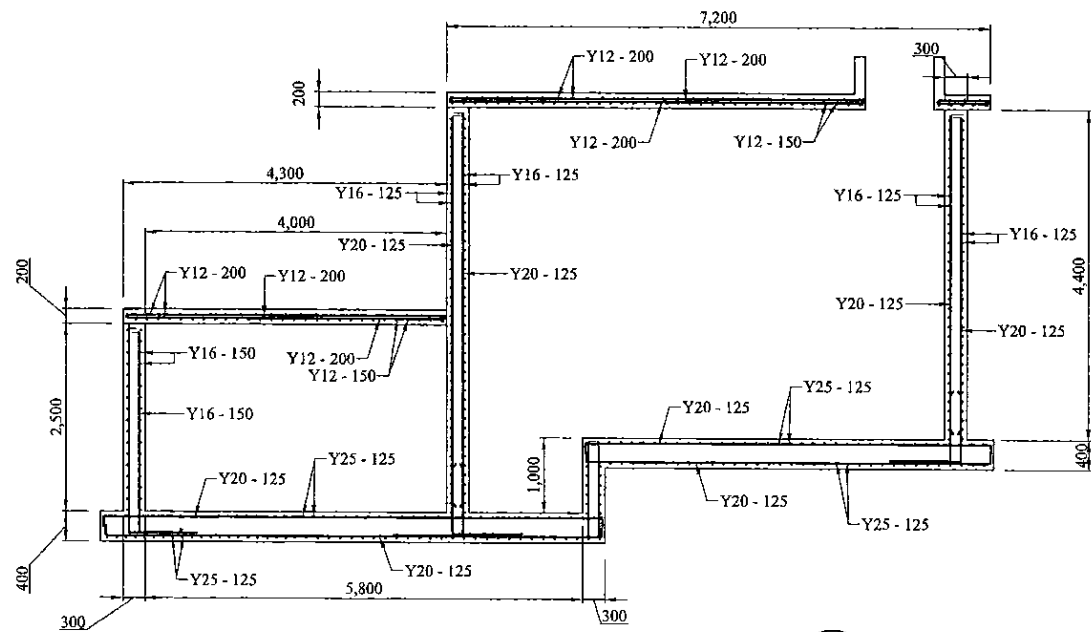 7,200
300
Y12 - 200
Y12 - 200
200
Y12 - 200
Y12 - 150
4,300
Y16 - 125
Y16 - 125
Y16 - 125
4,000
Y16 - 125
Y20 - 125
Y12 - 200
Y12 - 200
Y20 - 125
200
4,400
Y20 - 125
Y20 - 125
Y16 - 150
Y12 - 200
Y12 - 150
Y16 - 150
2,500
Y20 - 125
Y25 - 125
1,000
400
Y20 - 125
Y25 - 125
Y20 - 125
Y25 - 125
400
Y25 - 125
Y20 - 125
5,800
300
300